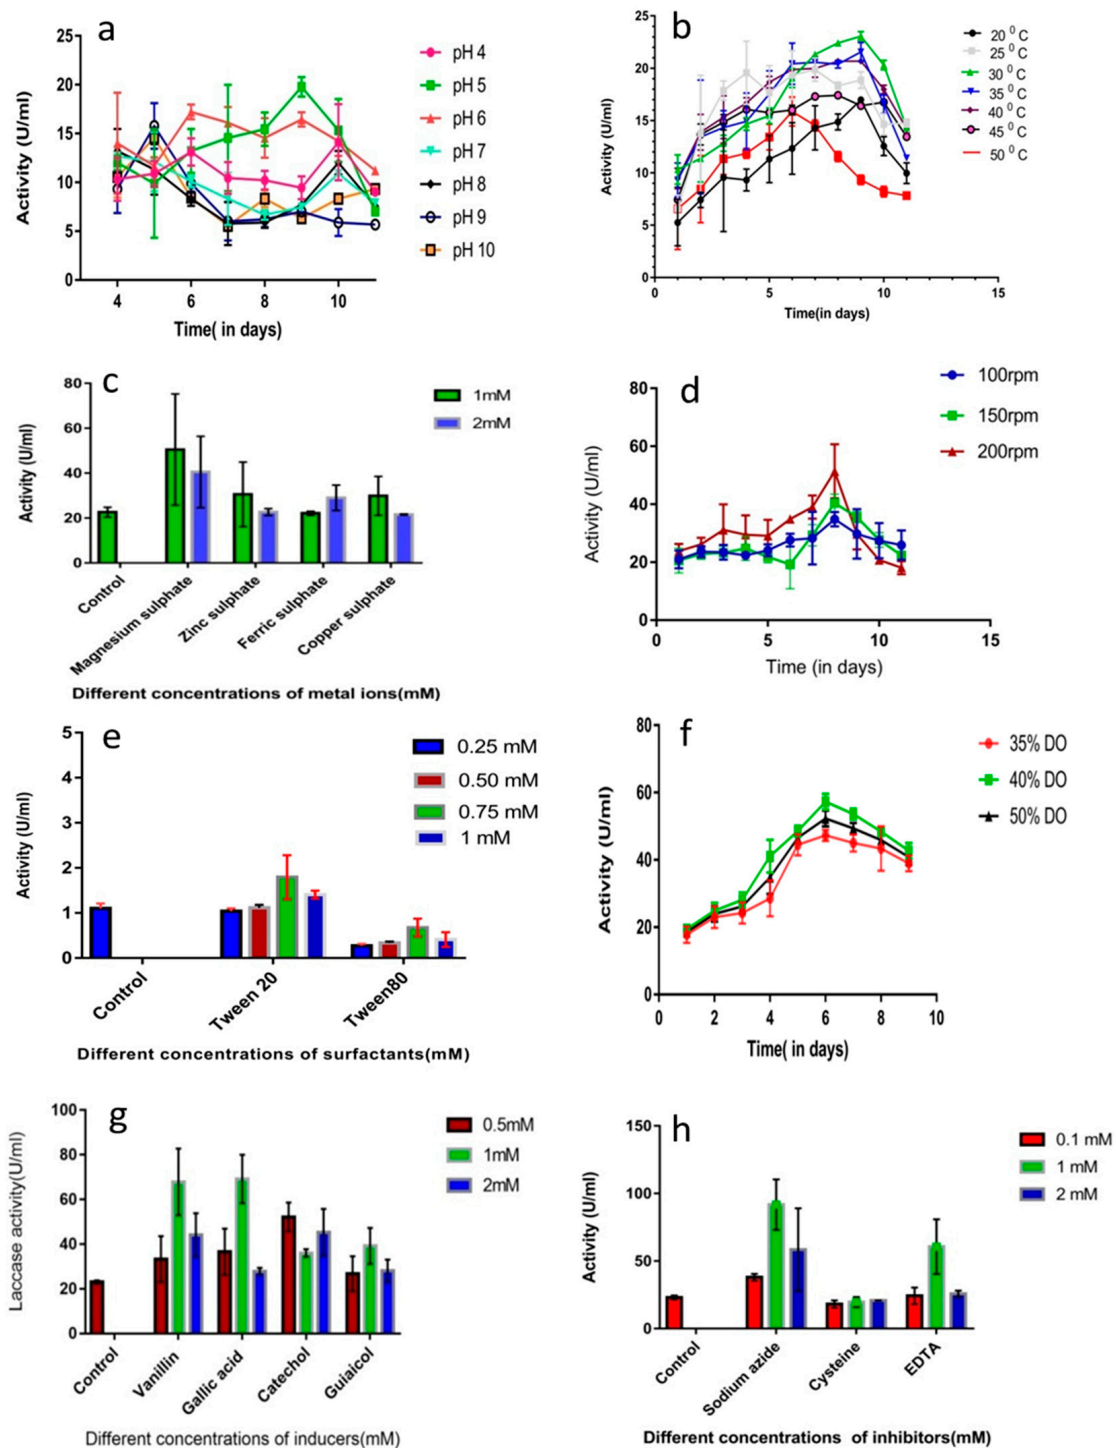 a
25
20
15
10
5
0
Activity (U/ml)
4 6 8 10
Time( in days)
pH 4
pH 5
pH 6
pH 7
pH 8
pH 9
pH 10
b
25
20
15
10
5
0
Activity (U/ml)
0 5 10 15
Time(in days)
20 ⁰ C
25 ⁰ C
30 ⁰ C
35 ⁰ C
40 ⁰ C
45 ⁰ C
50 ⁰ C
c
80
60
40
20
0
Activity (U/ml)
Control
Magnesium sulphate
Zinc sulphate
Ferric sulphate
Copper sulphate
Different concentrations of metal ions(mM)
1mM
2mM
d
80
60
40
20
0
Activity (U/ml)
0 5 10 15
Time (in days)
100rpm
150rpm
200rpm
e
5
4
3
2
1
0
Activity (U/ml)
Control
Tween 20
Tween80
Different concentrations of surfactants(mM)
0.25 mM
0.50 mM
0.75 mM
1 mM
f
80
60
40
20
0
Activity (U/ml)
0 2 4 6 8 10
Time( in days)
35% DO
40% DO
50% DO
g
100
80
60
40
20
0
Laccase activity(U/ml)
Control
Vanillin
Gallic acid
Catechol
Guiaicol
Different concentrations of inducers(mM)
0.5mM
1mM
2mM
h
150
100
50
0
Activity (U/ml)
Control
Sodium azide
Cysteine
EDTA
Different concentrations of inhibitors(mM)
0.1 mM
1 mM
2 mM